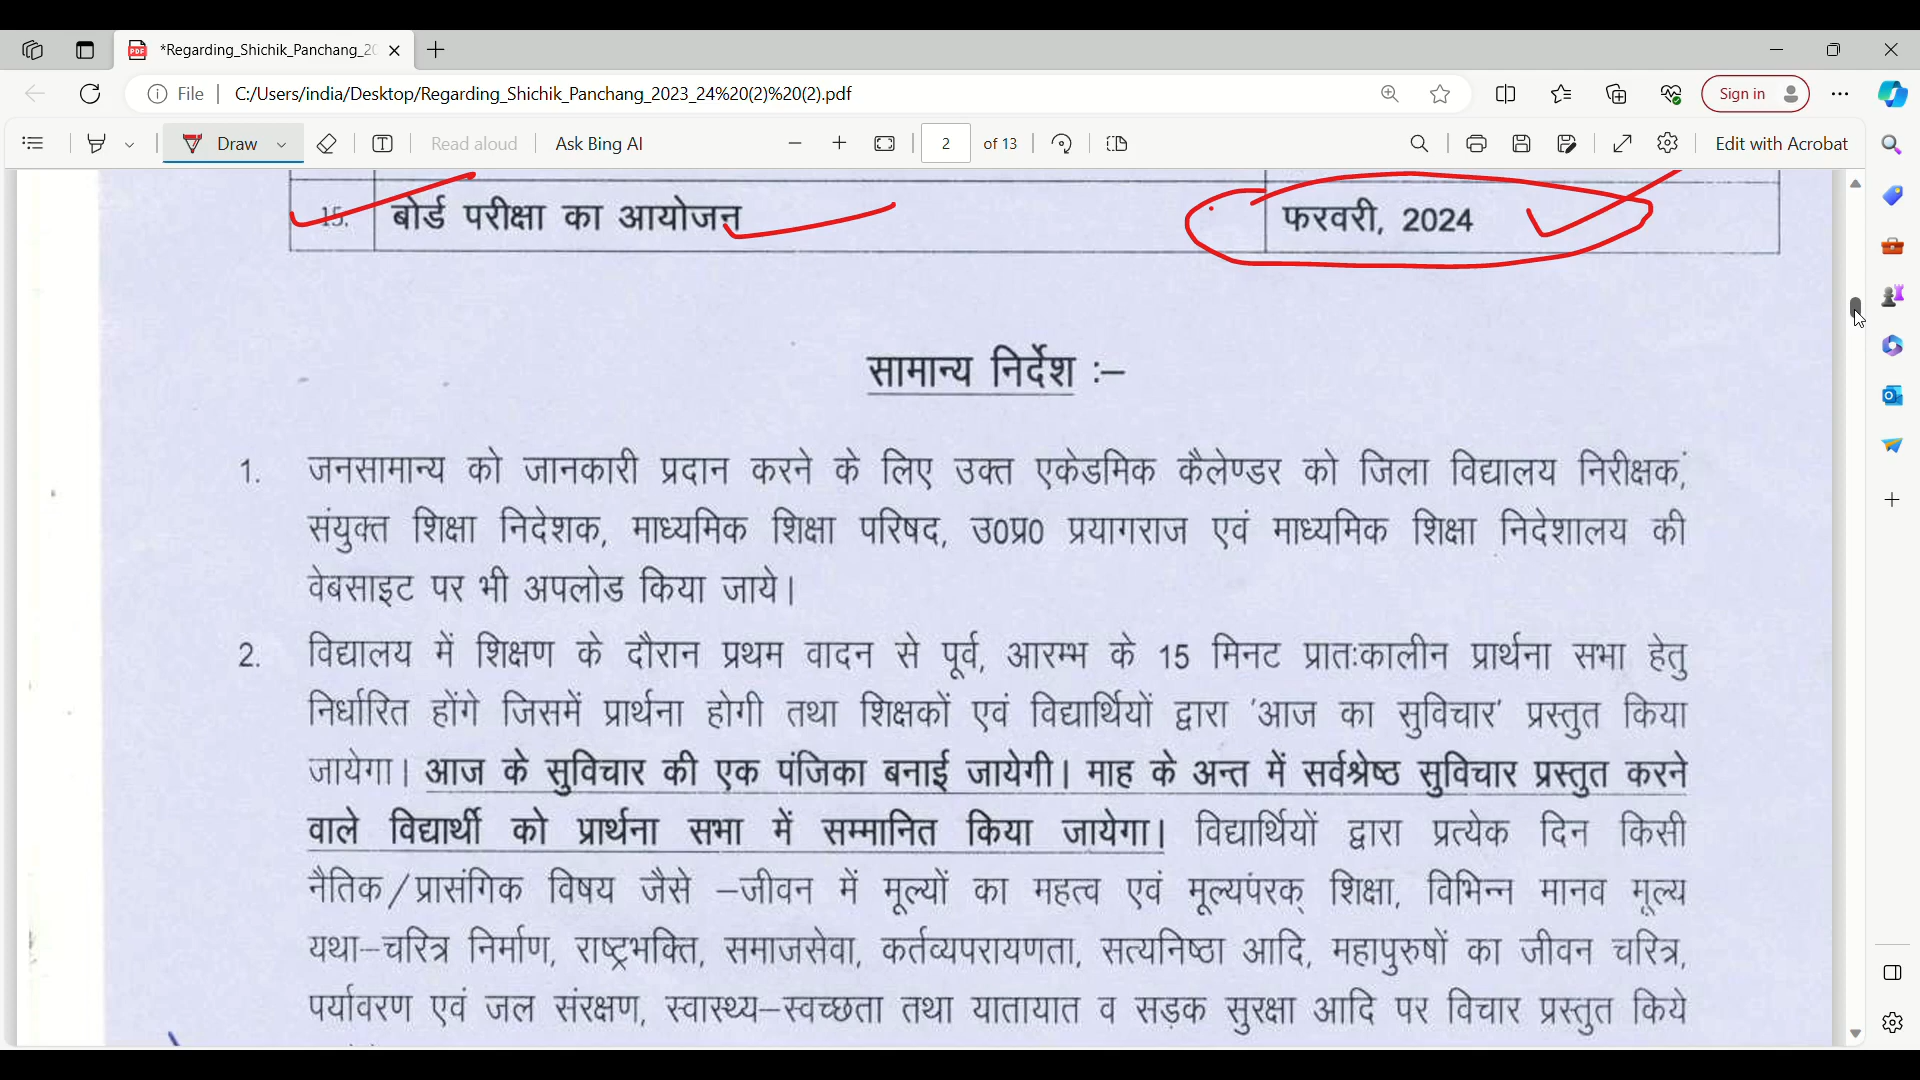 *Regarding_Shichik_Panchang_20
File
C:/Users/india/Desktop/Regarding_Shichik_Panchang_2023_24%20(2)%20(2).pdf
Sign in
Draw
Read aloud
Ask Bing AI
2 of 13
Edit with Acrobat
15. बोर्ड परीक्षा का आयोजन फरवरी, 2024
सामान्य निर्देश :–
1. जनसामान्य को जानकारी प्रदान करने के लिए उक्त एकेडमिक कैलेण्डर को जिला विद्यालय निरीक्षक,
संयुक्त शिक्षा निदेशक, माध्यमिक शिक्षा परिषद, उ0प्र0 प्रयागराज एवं माध्यमिक शिक्षा निदेशालय की
वेबसाइट पर भी अपलोड किया जाये।
2. विद्यालय में शिक्षण के दौरान प्रथम वादन से पूर्व, आरम्भ के 15 मिनट प्रातःकालीन प्रार्थना सभा हेतु
निर्धारित होंगे जिसमें प्रार्थना होगी तथा शिक्षकों एवं विद्यार्थियों द्वारा 'आज का सुविचार' प्रस्तुत किया
जायेगा। आज के सुविचार की एक पंजिका बनाई जायेगी। माह के अन्त में सर्वश्रेष्ठ सुविचार प्रस्तुत करने
वाले विद्यार्थी को प्रार्थना सभा में सम्मानित किया जायेगा। विद्यार्थियों द्वारा प्रत्येक दिन किसी
नैतिक/प्रासंगिक विषय जैसे –जीवन में मूल्यों का महत्व एवं मूल्यपरक् शिक्षा, विभिन्न मानव मूल्य
यथा–चरित्र निर्माण, राष्ट्रभक्ति, समाजसेवा, कर्तव्यपरायणता, सत्यनिष्ठा आदि, महापुरुषों का जीवन चरित्र,
पर्यावरण एवं जल संरक्षण, स्वास्थ्य–स्वच्छता तथा यातायात व सड़क सुरक्षा आदि पर विचार प्रस्तुत किये